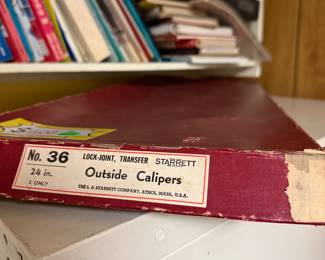 No. 36 LOCK-JOINT, TRANSFER STARRETT
24 in. Outside Calipers
1 ONLY THE L. S. STARRETT COMPANY, ATHOL, MASS., U.S.A.